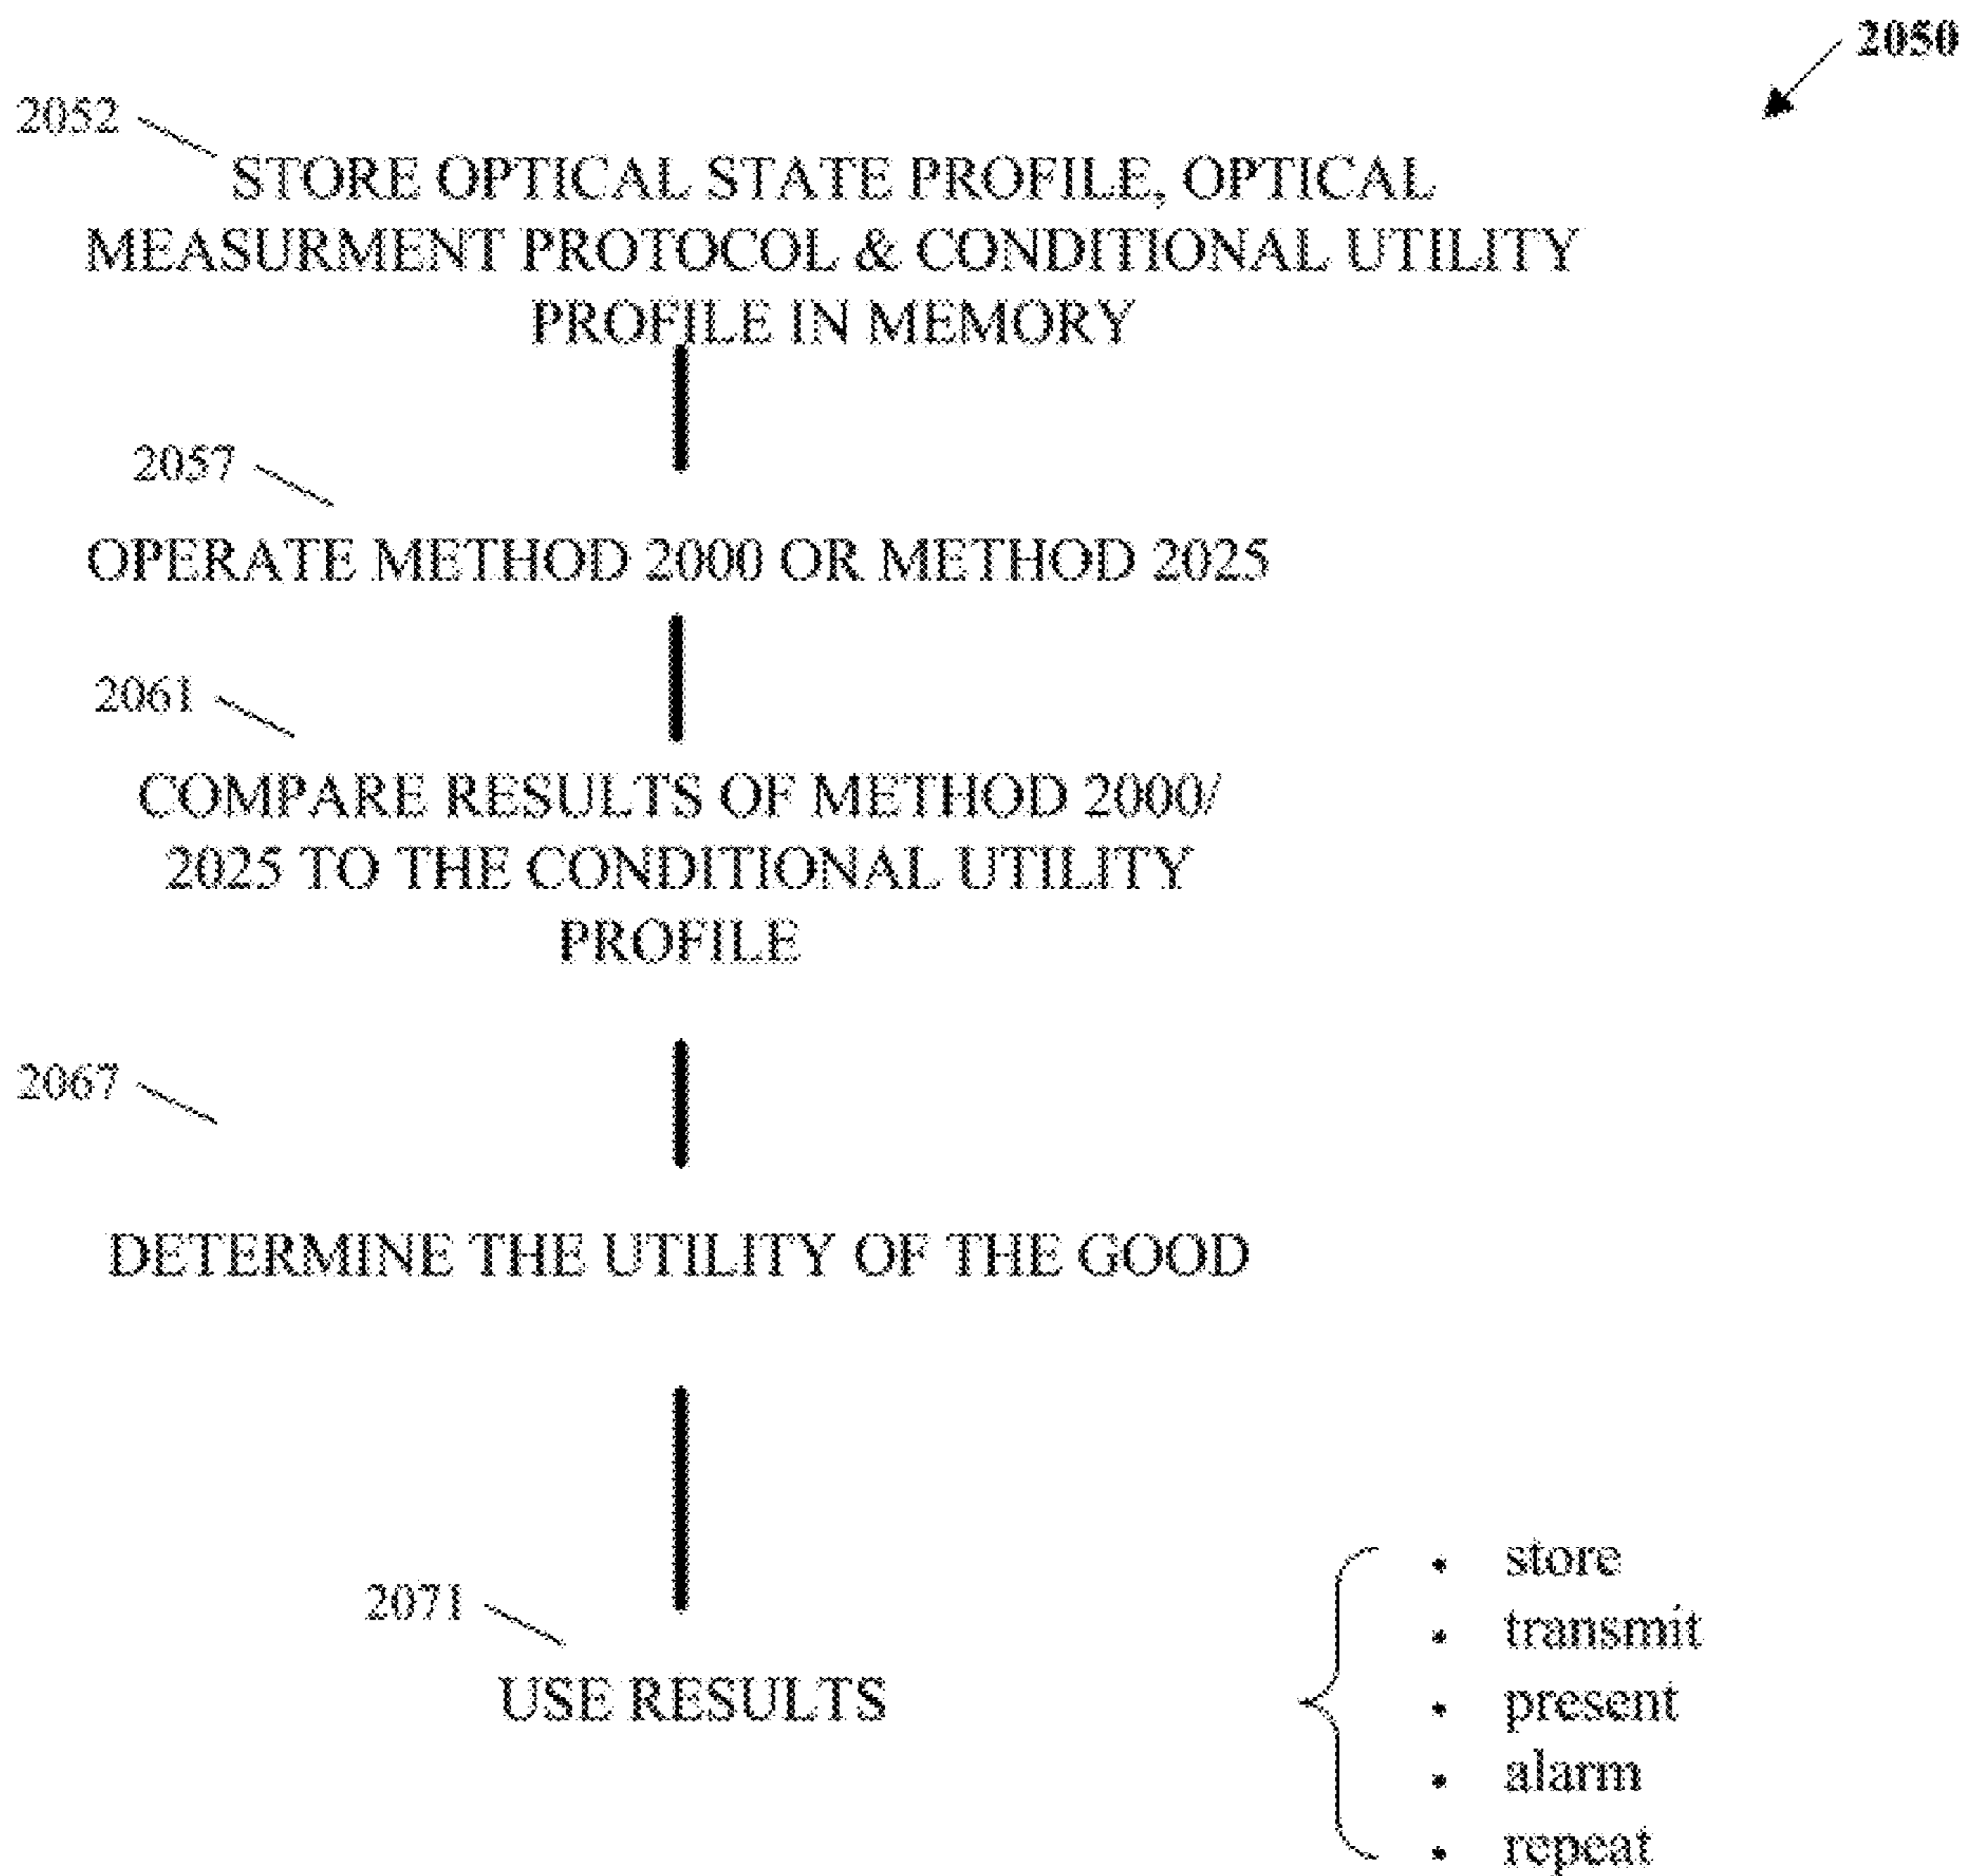 2050
2052
STORE OPTICAL STATE PROFILE, OPTICAL
MEASURMENT PROTOCOL & CONDITIONAL UTILITY
PROFILE IN MEMORY
2057
OPERATE METHOD 2000 OR METHOD 2025
2061
COMPARE RESULTS OF METHOD 2000/
2025 TO THE CONDITIONAL UTILITY
PROFILE
2067
DETERMINE THE UTILITY OF THE GOOD
2071
USE RESULTS
• store
• transmit
• present
• alarm
• repeat